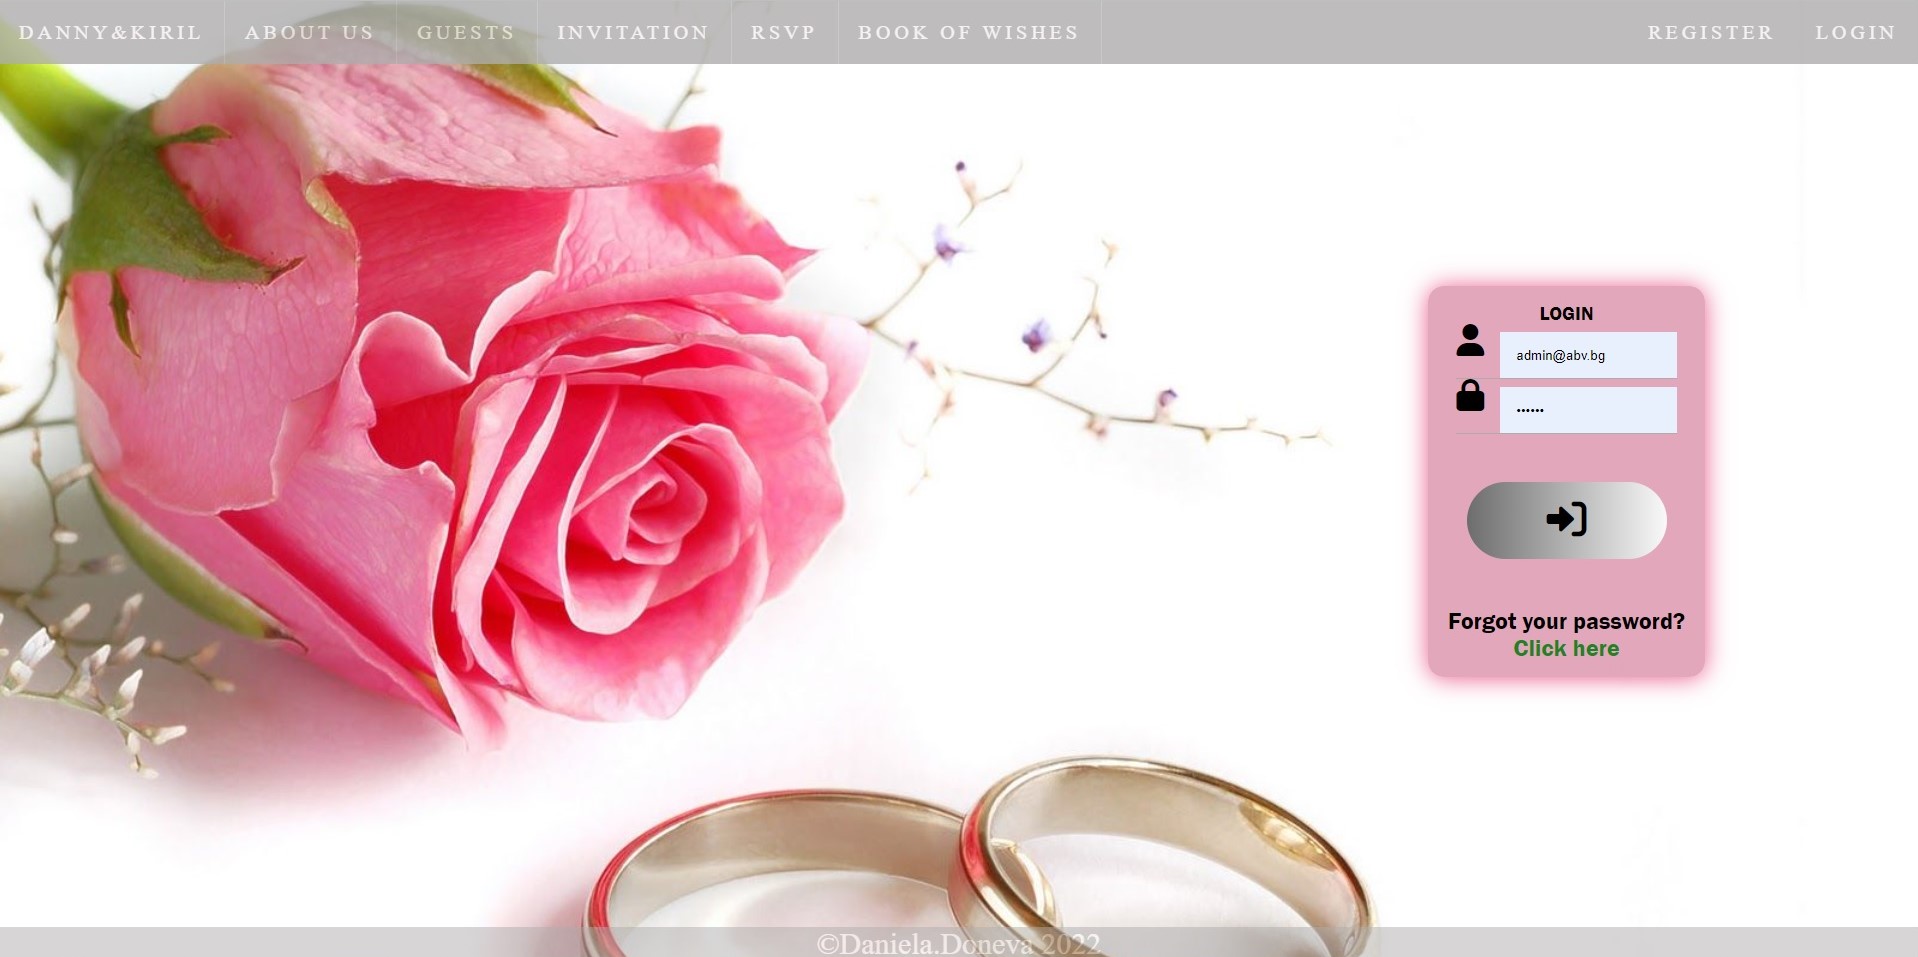 DANNY&KIRIL ABOUT US GUESTS INVITATION RSVP BOOK OF WISHES REGISTER LOGIN
LOGIN
admin@abv.bg
••••••
Forgot your password?
Click here
©Daniela.Doneva 2022